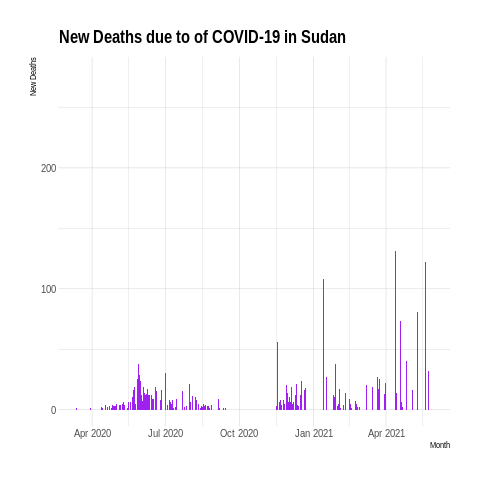 New Deaths due to of COVID-19 in Sudan
New Deaths
200
100
0
Apr 2020 Jul 2020 Oct 2020 Jan 2021 Apr 2021
Month